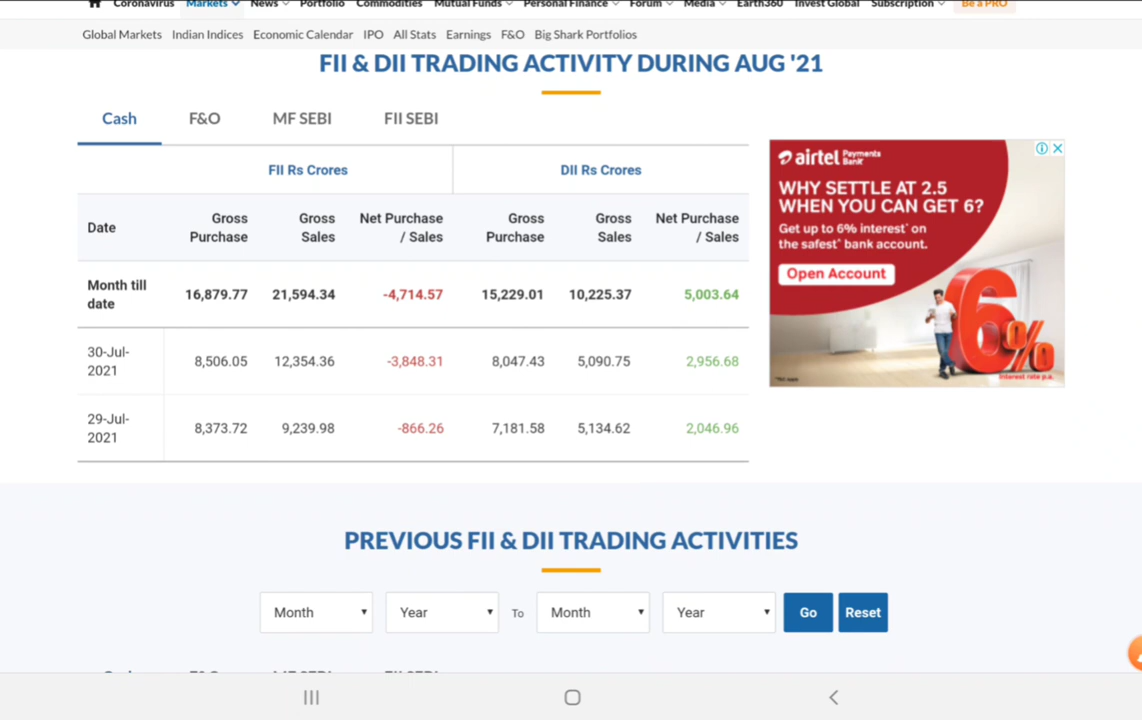 Coronavirus Markets News Portfolio Commodities Mutual Funds Personal Finance Forum Media Earth360 Invest Global Subscription Be a PRO
Global Markets Indian Indices Economic Calendar IPO All Stats Earnings F&O Big Shark Portfolios
FII & DII TRADING ACTIVITY DURING AUG '21
Cash F&O MF SEBI FII SEBI
FII Rs Crores DII Rs Crores
Date Gross Purchase Gross Sales Net Purchase / Sales Gross Purchase Gross Sales Net Purchase / Sales
Month till date 16,879.77 21,594.34 -4,714.57 15,229.01 10,225.37 5,003.64
30-Jul-2021 8,506.05 12,354.36 -3,848.31 8,047.43 5,090.75 2,956.68
29-Jul-2021 8,373.72 9,239.98 -866.26 7,181.58 5,134.62 2,046.96
airtel Payments Bank
WHY SETTLE AT 2.5
WHEN YOU CAN GET 6?
Get up to 6% interest* on
the safest* bank account.
Open Account
6%
Interest rate p.a.
PREVIOUS FII & DII TRADING ACTIVITIES
Month Year To Month Year Go Reset